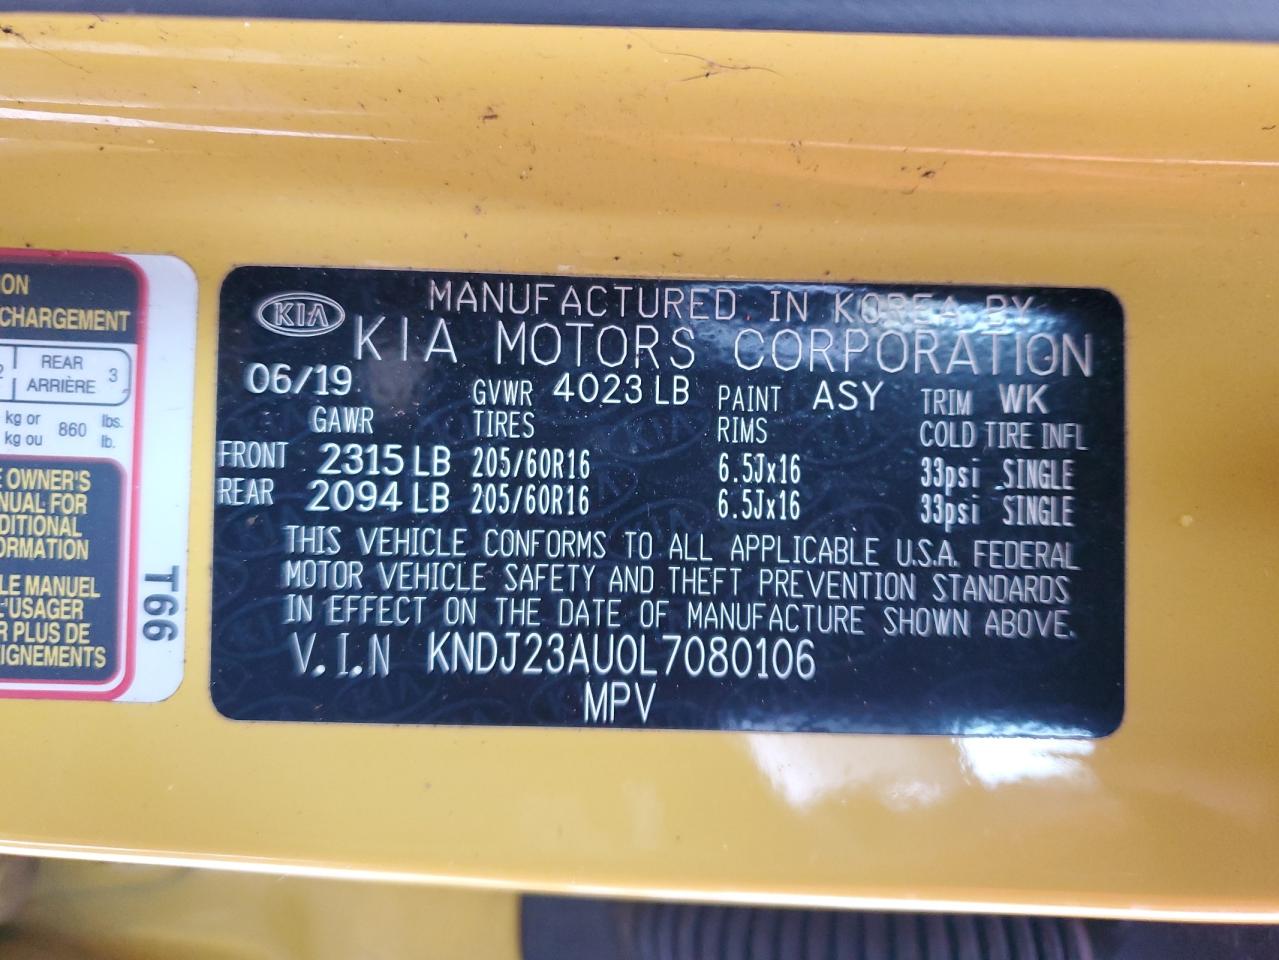 ON
CHARGEMENT
2 REAR 3
ARRIÈRE
kg or 860 lbs.
kg ou lb.
OWNER'S
NUAL FOR
DITIONAL
ORMATION
LE MANUEL
L'USAGER
R PLUS DE
IGNEMENTS
T66
KIA
MANUFACTURED IN KOREA BY
KIA MOTORS CORPORATION
06/19 GVWR 4023 LB PAINT ASY TRIM WK
GAWR TIRES RIMS COLD TIRE INFL
FRONT 2315 LB 205/60R16 6.5Jx16 33psi SINGLE
REAR 2094 LB 205/60R16 6.5Jx16 33psi SINGLE
THIS VEHICLE CONFORMS TO ALL APPLICABLE U.S.A. FEDERAL
MOTOR VEHICLE SAFETY AND THEFT PREVENTION STANDARDS
IN EFFECT ON THE DATE OF MANUFACTURE SHOWN ABOVE.
V.I.N KNDJ23AU0L7080106
MPV